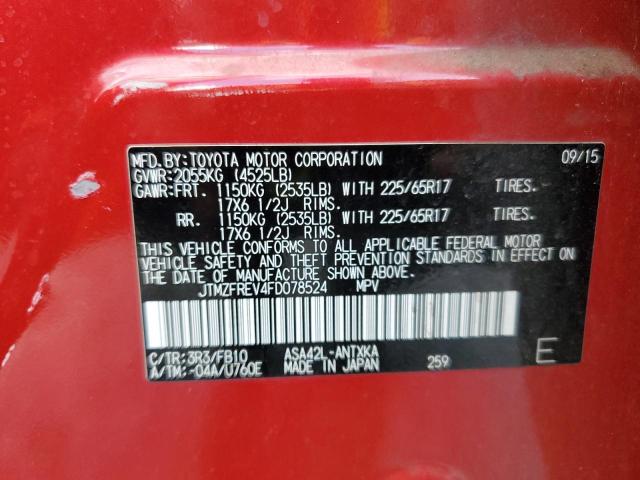 MFD.BY:TOYOTA MOTOR CORPORATION 09/15
GVWR:2055KG (4525LB)
GAWR:FRT. 1150KG (2535LB) WITH 225/65R17 TIRES.
17X6 1/2J RIMS.
RR. 1150KG (2535LB) WITH 225/65R17 TIRES.
17X6 1/2J RIMS.
THIS VEHICLE CONFORMS TO ALL APPLICABLE FEDERAL MOTOR
VEHICLE SAFETY AND THEFT PREVENTION STANDARDS IN EFFECT ON
THE DATE OF MANUFACTURE SHOWN ABOVE.
JTMZFREV4FD078524 MPV
C/TR:3R3/FB10 ASA42L-ANTXKA
A/TM:-04A/U760E MADE IN JAPAN 259 E